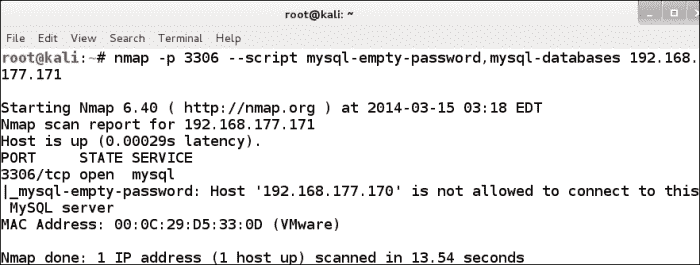 root@kali: ~
File Edit View Search Terminal Help
root@kali:~# nmap -p 3306 --script mysql-empty-password,mysql-databases 192.168.
177.171
Starting Nmap 6.40 ( http://nmap.org ) at 2014-03-15 03:18 EDT
Nmap scan report for 192.168.177.171
Host is up (0.00029s latency).
PORT     STATE SERVICE
3306/tcp open  mysql
|_mysql-empty-password: Host '192.168.177.170' is not allowed to connect to this
 MySQL server
MAC Address: 00:0C:29:D5:33:0D (VMware)
Nmap done: 1 IP address (1 host up) scanned in 13.54 seconds